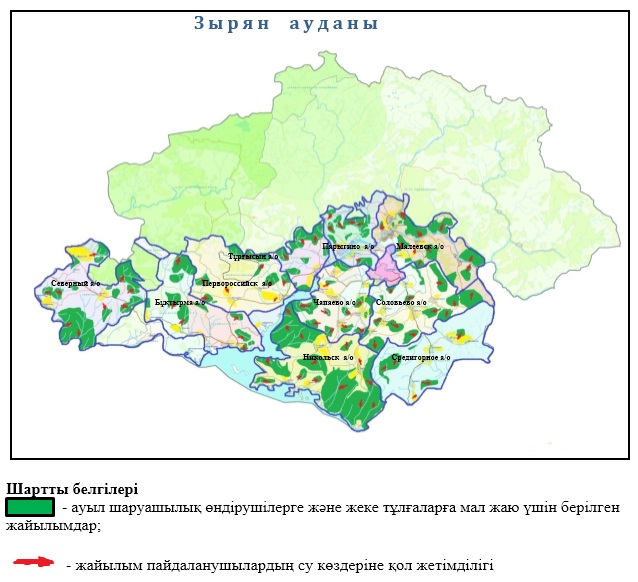 Зырян ауданы
Парыгино а/о
Малеевск а/о
Тұрғысын а/о
Северный а/о
Первороссийск а/о
Бұқтырма а/о
Чапаево а/о
Соловьево а/о
Никольск а/о
Средигорное а/о
Шартты белгілері
- ауыл шаруашылық өндірушілерге және жеке тұлғаларға мал жаю үшін берілген
жайылымдар;
- жайылым пайдаланушылардың су көздеріне қол жетімділігі